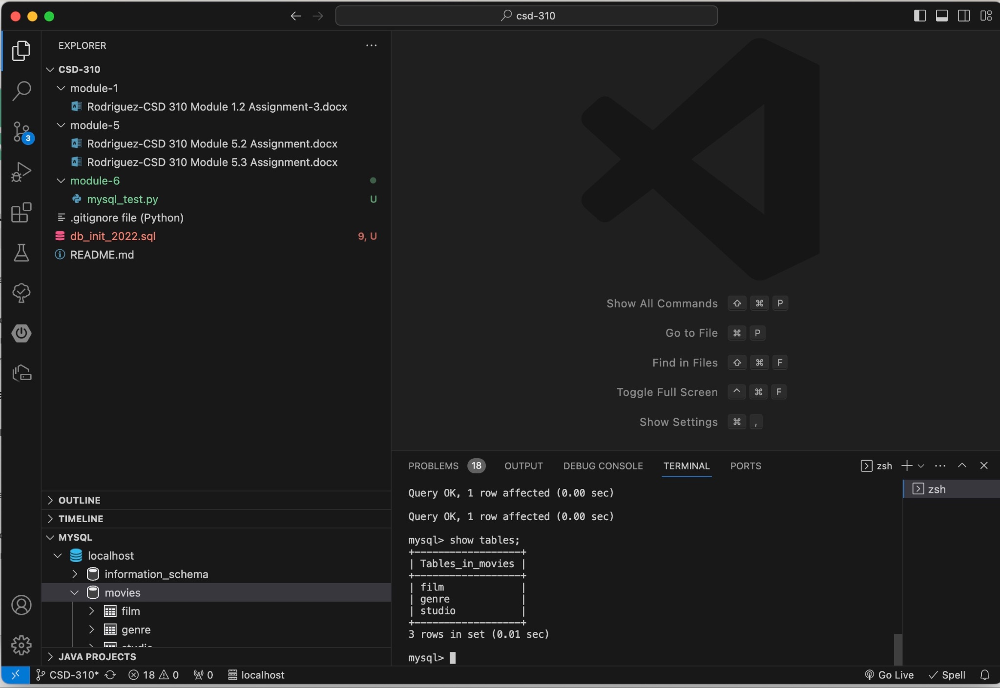 csd-310
EXPLORER
CSD-310
module-1
Rodriguez-CSD 310 Module 1.2 Assignment-3.docx
module-5
Rodriguez-CSD 310 Module 5.2 Assignment.docx
Rodriguez-CSD 310 Module 5.3 Assignment.docx
module-6
mysql_test.py U
.gitignore file (Python)
db_init_2022.sql 9, U
README.md
3
OUTLINE
TIMELINE
MYSQL
localhost
information_schema
movies
film
genre
studio
JAVA PROJECTS
Show All Commands ⇧ ⌘ P
Go to File ⌘ P
Find in Files ⇧ ⌘ F
Toggle Full Screen ^ ⌘ F
Show Settings ⌘ ,
PROBLEMS 18 OUTPUT DEBUG CONSOLE TERMINAL PORTS zsh
zsh
Query OK, 1 row affected (0.00 sec)
Query OK, 1 row affected (0.00 sec)
mysql> show tables;
+------------------+
| Tables_in_movies |
+------------------+
| film             |
| genre            |
| studio           |
+------------------+
3 rows in set (0.01 sec)
mysql>
CSD-310* 18 0 0 localhost Go Live Spell